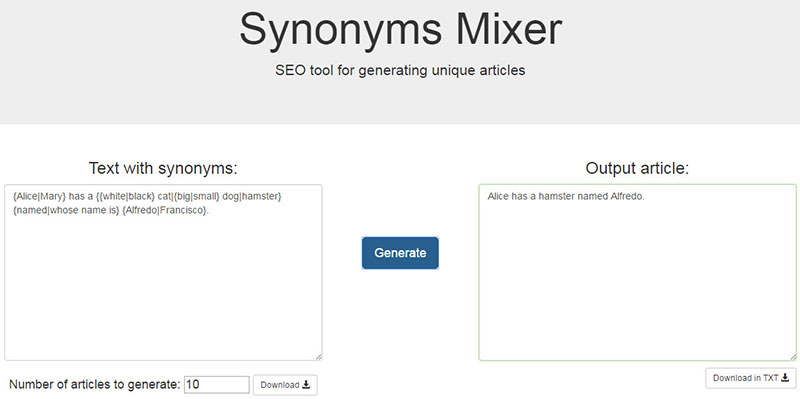 Synonyms Mixer
SEO tool for generating unique articles
Text with synonyms:
{Alice|Mary} has a {{white|black} cat|{big|small} dog|hamster}
{named|whose name is} {Alfredo|Francisco}.
Generate
Output article:
Alice has a hamster named Alfredo.
Number of articles to generate: 10 Download
Download in TXT